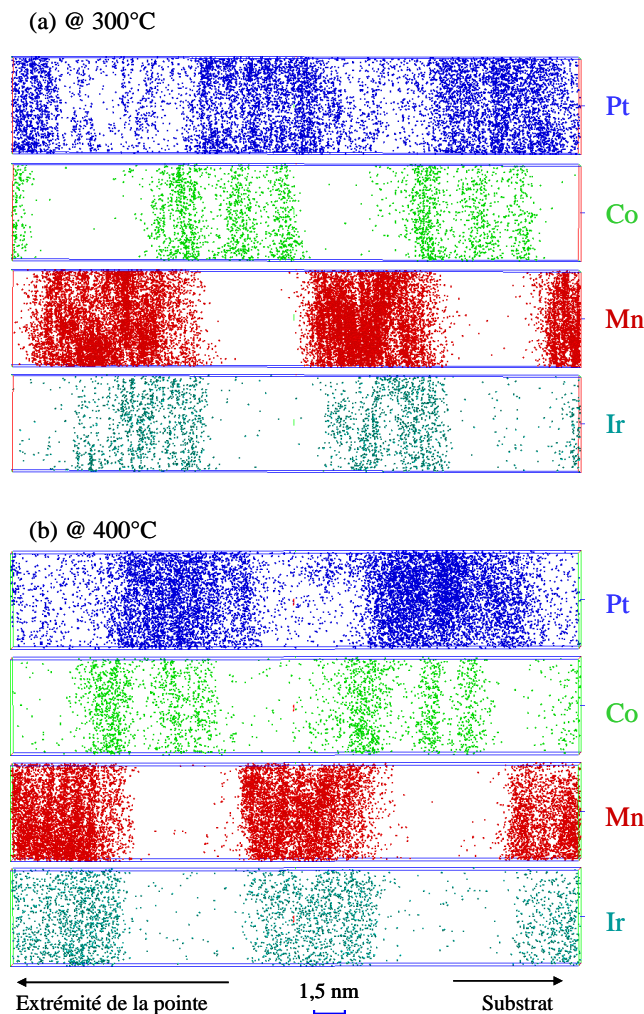 (a) @ 300°C
Pt
Co
Mn
Ir
(b) @ 400°C
Pt
Co
Mn
Ir
Extrémité de la pointe
1,5 nm
Substrat